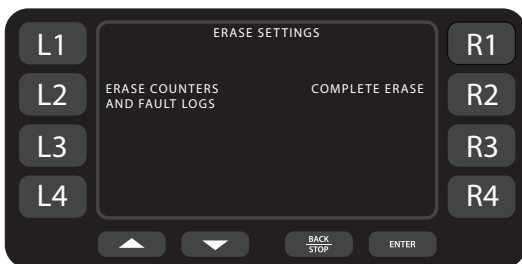 ERASE SETTINGS
L1
R1
L2
ERASE COUNTERS
AND FAULT LOGS
COMPLETE ERASE
R2
L3
R3
L4
R4
BACK
STOP
ENTER